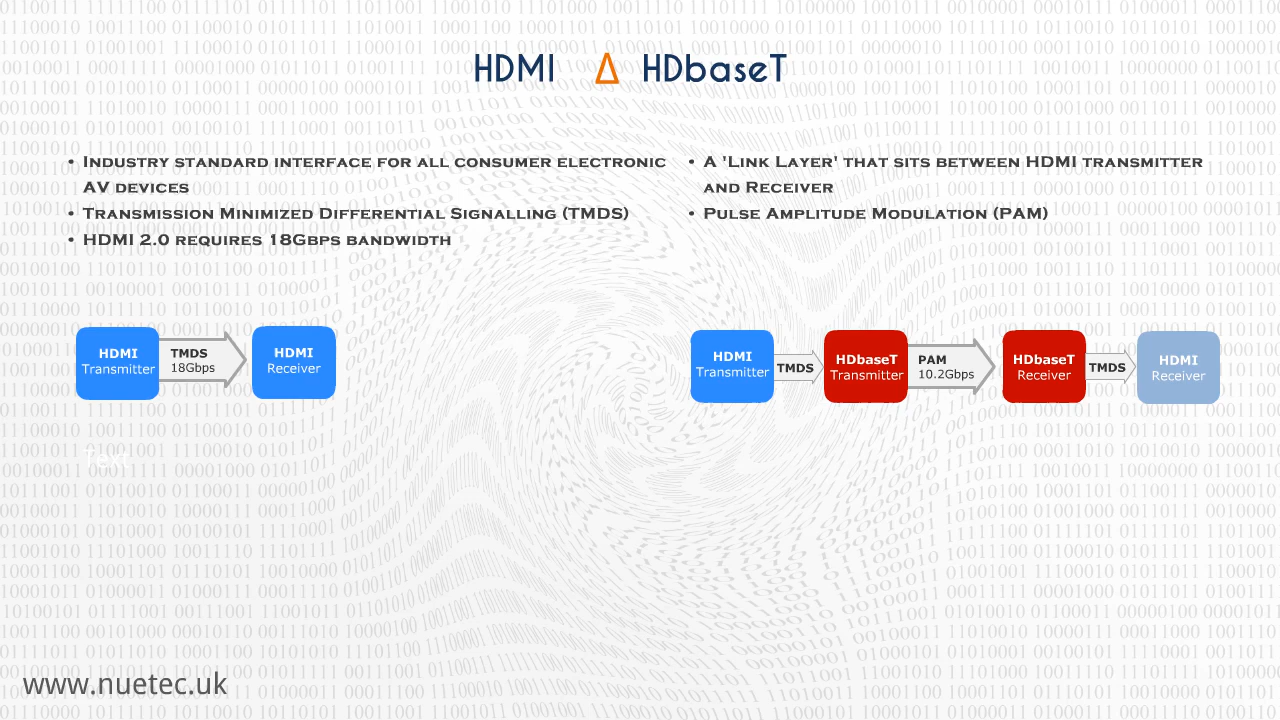 HDMI Δ HDbaseT
• Industry standard interface for all consumer electronic
AV devices
• Transmission Minimized Differential Signalling (TMDS)
• HDMI 2.0 requires 18Gbps bandwidth
• A 'Link Layer' that sits between HDMI transmitter
and Receiver
• Pulse Amplitude Modulation (PAM)
HDMI
Transmitter
TMDS
18Gbps
HDMI
Receiver
HDMI
Transmitter
TMDS
HDbaseT
Transmitter
PAM
10.2Gbps
HDbaseT
Receiver
TMDS
HDMI
Receiver
www.nuetec.uk